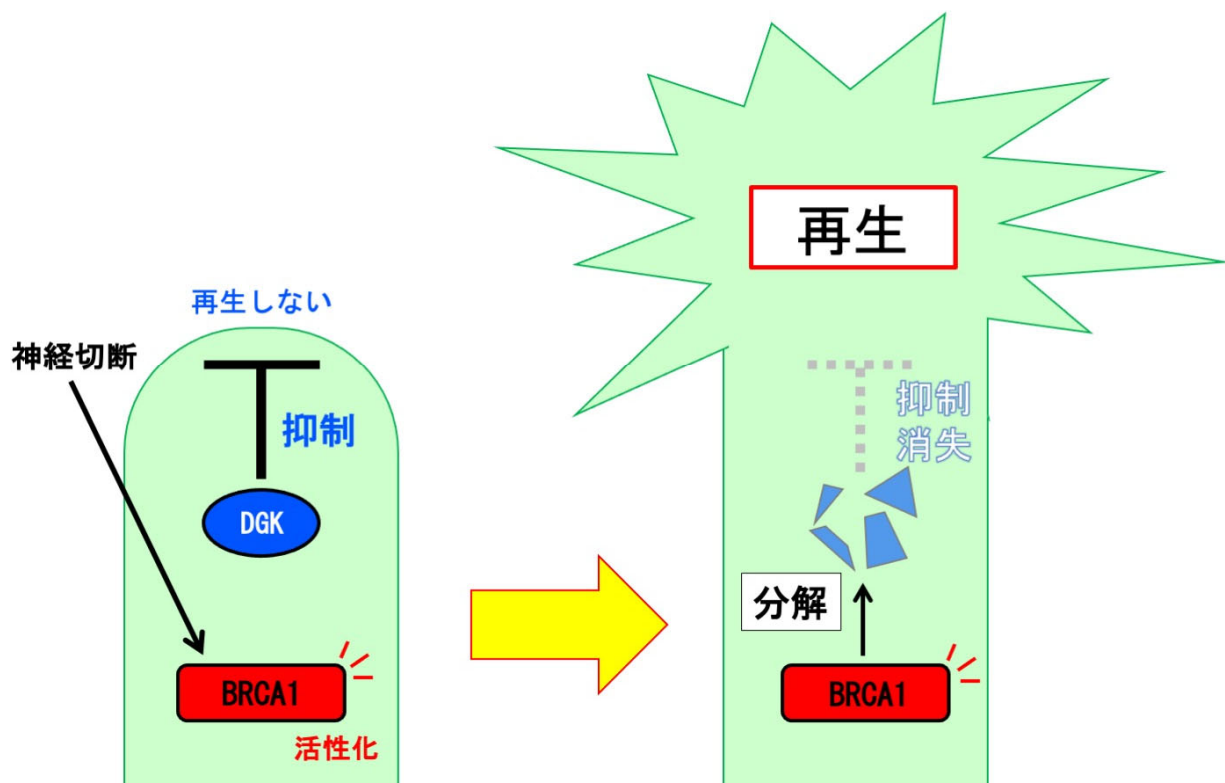 再生しない
神経切断
抑制
DGK
BRCA1
活性化
再生
抑制
消失
分解
BRCA1